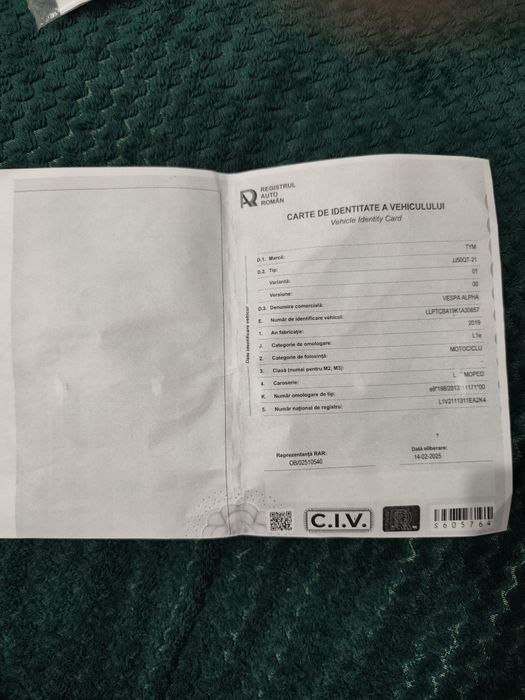 REGISTRUL
AUTO
ROMÂN
CARTE DE IDENTITATE A VEHICULULUI
Vehicle Identity Card
Date identificare vehicul
D.1. Marcă: TYM
D.2. Tip: JJ50QT-21
Variantă: 01
Versiune: 00
D.3. Denumire comercială: VESPA ALPHA
E. Număr de identificare vehicul: LLPTCBA19K1A30857
1. An fabricație: 2019
J. Categorie de omologare: L1e
2. Categorie de folosință: MOTOCICLU
3. Clasă (numai pentru M2, M3):
4. Caroserie: MOPED
K. Număr omologare de tip:
5. Număr național de registru: L1V2111311EA2K4
Reprezentanță RAR: Data eliberare:
OB/02510540 14-02-2025
C.I.V.
S605764